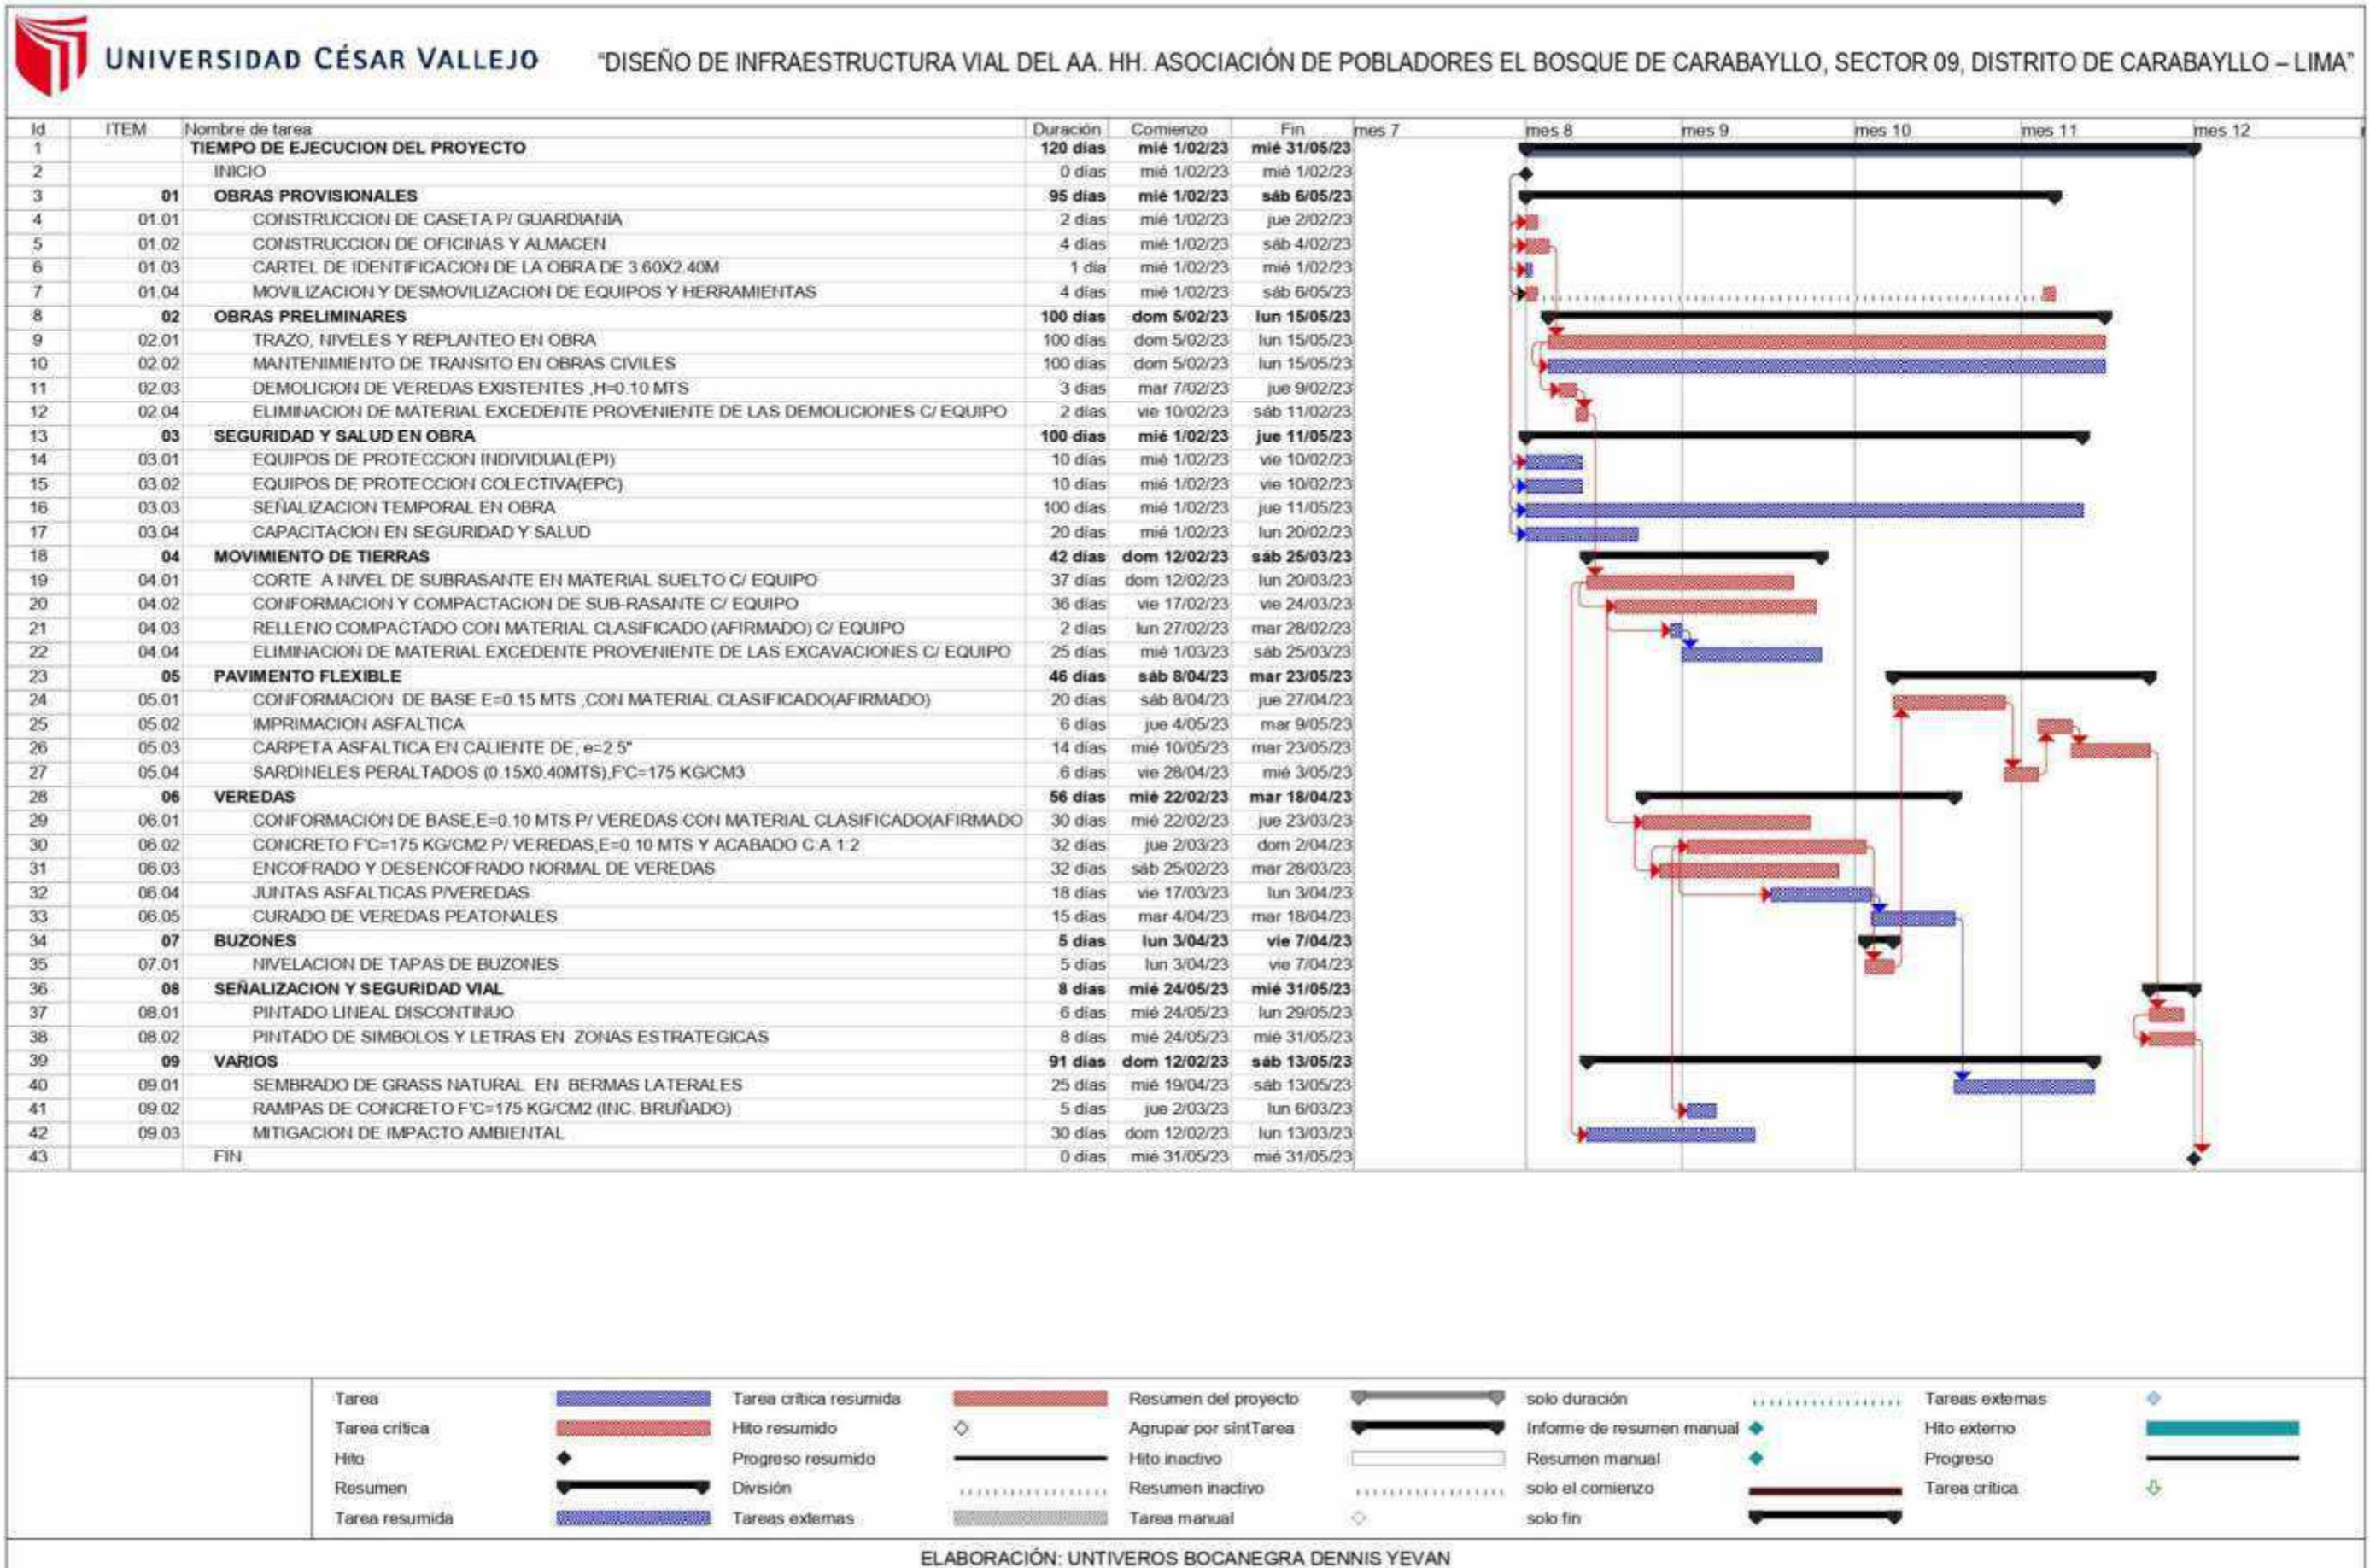 UNIVERSIDAD CÉSAR VALLEJO "DISEÑO DE INFRAESTRUCTURA VIAL DEL AA. HH. ASOCIACIÓN DE POBLADORES EL BOSQUE DE CARABAYLLO, SECTOR 09, DISTRITO DE CARABAYLLO – LIMA"
Id ITEM Nombre de tarea Duración Comienzo Fin mes 7 mes 8 mes 9 mes 10 mes 11 mes 12
1 TIEMPO DE EJECUCION DEL PROYECTO 120 días mié 1/02/23 mié 31/05/23
2 INICIO 0 días mié 1/02/23 mié 1/02/23
3 01 OBRAS PROVISIONALES 95 días mié 1/02/23 sáb 6/05/23
4 01.01 CONSTRUCCION DE CASETA P/ GUARDIANIA 2 días mié 1/02/23 jue 2/02/23
5 01.02 CONSTRUCCION DE OFICINAS Y ALMACEN 4 días mié 1/02/23 sáb 4/02/23
6 01.03 CARTEL DE IDENTIFICACION DE LA OBRA DE 3.60X2.40M 1 día mié 1/02/23 mié 1/02/23
7 01.04 MOVILIZACION Y DESMOVILIZACION DE EQUIPOS Y HERRAMIENTAS 4 días mié 1/02/23 sáb 6/05/23
8 02 OBRAS PRELIMINARES 100 días dom 5/02/23 lun 15/05/23
9 02.01 TRAZO, NIVELES Y REPLANTEO EN OBRA 100 días dom 5/02/23 lun 15/05/23
10 02.02 MANTENIMIENTO DE TRANSITO EN OBRAS CIVILES 100 días dom 5/02/23 lun 15/05/23
11 02.03 DEMOLICION DE VEREDAS EXISTENTES ,H=0.10 MTS 3 días mar 7/02/23 jue 9/02/23
12 02.04 ELIMINACION DE MATERIAL EXCEDENTE PROVENIENTE DE LAS DEMOLICIONES C/ EQUIPO 2 días vie 10/02/23 sáb 11/02/23
13 03 SEGURIDAD Y SALUD EN OBRA 100 días mié 1/02/23 jue 11/05/23
14 03.01 EQUIPOS DE PROTECCION INDIVIDUAL(EPI) 10 días mié 1/02/23 vie 10/02/23
15 03.02 EQUIPOS DE PROTECCION COLECTIVA(EPC) 10 días mié 1/02/23 vie 10/02/23
16 03.03 SEÑALIZACION TEMPORAL EN OBRA 100 días mié 1/02/23 jue 11/05/23
17 03.04 CAPACITACION EN SEGURIDAD Y SALUD 20 días mié 1/02/23 lun 20/02/23
18 04 MOVIMIENTO DE TIERRAS 42 días dom 12/02/23 sáb 25/03/23
19 04.01 CORTE A NIVEL DE SUBRASANTE EN MATERIAL SUELTO C/ EQUIPO 37 días dom 12/02/23 lun 20/03/23
20 04.02 CONFORMACION Y COMPACTACION DE SUB-RASANTE C/ EQUIPO 36 días vie 17/02/23 vie 24/03/23
21 04.03 RELLENO COMPACTADO CON MATERIAL CLASIFICADO (AFIRMADO) C/ EQUIPO 2 días lun 27/02/23 mar 28/02/23
22 04.04 ELIMINACION DE MATERIAL EXCEDENTE PROVENIENTE DE LAS EXCAVACIONES C/ EQUIPO 25 días mié 1/03/23 sáb 25/03/23
23 05 PAVIMENTO FLEXIBLE 46 días sáb 8/04/23 mar 23/05/23
24 05.01 CONFORMACION DE BASE E=0.15 MTS ,CON MATERIAL CLASIFICADO(AFIRMADO) 20 días sáb 8/04/23 jue 27/04/23
25 05.02 IMPRIMACION ASFALTICA 6 días jue 4/05/23 mar 9/05/23
26 05.03 CARPETA ASFALTICA EN CALIENTE DE, e=2.5" 14 días mié 10/05/23 mar 23/05/23
27 05.04 SARDINELES PERALTADOS (0.15X0.40MTS),F'C=175 KG/CM3 6 días vie 28/04/23 mié 3/05/23
28 06 VEREDAS 56 días mié 22/02/23 mar 18/04/23
29 06.01 CONFORMACION DE BASE,E=0.10 MTS P/ VEREDAS CON MATERIAL CLASIFICADO(AFIRMADO 30 días mié 22/02/23 jue 23/03/23
30 06.02 CONCRETO F'C=175 KG/CM2 P/ VEREDAS,E=0.10 MTS Y ACABADO C.A 1:2 32 días jue 2/03/23 dom 2/04/23
31 06.03 ENCOFRADO Y DESENCOFRADO NORMAL DE VEREDAS 32 días sáb 25/02/23 mar 28/03/23
32 06.04 JUNTAS ASFALTICAS P/VEREDAS 18 días vie 17/03/23 lun 3/04/23
33 06.05 CURADO DE VEREDAS PEATONALES 15 días mar 4/04/23 mar 18/04/23
34 07 BUZONES 5 días lun 3/04/23 vie 7/04/23
35 07.01 NIVELACION DE TAPAS DE BUZONES 5 días lun 3/04/23 vie 7/04/23
36 08 SEÑALIZACION Y SEGURIDAD VIAL 8 días mié 24/05/23 mié 31/05/23
37 08.01 PINTADO LINEAL DISCONTINUO 6 días mié 24/05/23 lun 29/05/23
38 08.02 PINTADO DE SIMBOLOS Y LETRAS EN ZONAS ESTRATEGICAS 8 días mié 24/05/23 mié 31/05/23
39 09 VARIOS 91 días dom 12/02/23 sáb 13/05/23
40 09.01 SEMBRADO DE GRASS NATURAL EN BERMAS LATERALES 25 días mié 19/04/23 sáb 13/05/23
41 09.02 RAMPAS DE CONCRETO F'C=175 KG/CM2 (INC. BRUÑADO) 5 días jue 2/03/23 lun 6/03/23
42 09.03 MITIGACION DE IMPACTO AMBIENTAL 30 días dom 12/02/23 lun 13/03/23
43 FIN 0 días mié 31/05/23 mié 31/05/23
Tarea Tarea crítica resumida Resumen del proyecto solo duración Tareas externas
Tarea crítica Hito resumido Agrupar por síntTarea Informe de resumen manual Hito externo
Hito Progreso resumido Hito inactivo Resumen manual Progreso
Resumen División Resumen inactivo solo el comienzo Tarea crítica
Tarea resumida Tareas externas Tarea manual solo fin
ELABORACIÓN: UNTIVEROS BOCANEGRA DENNIS YEVAN